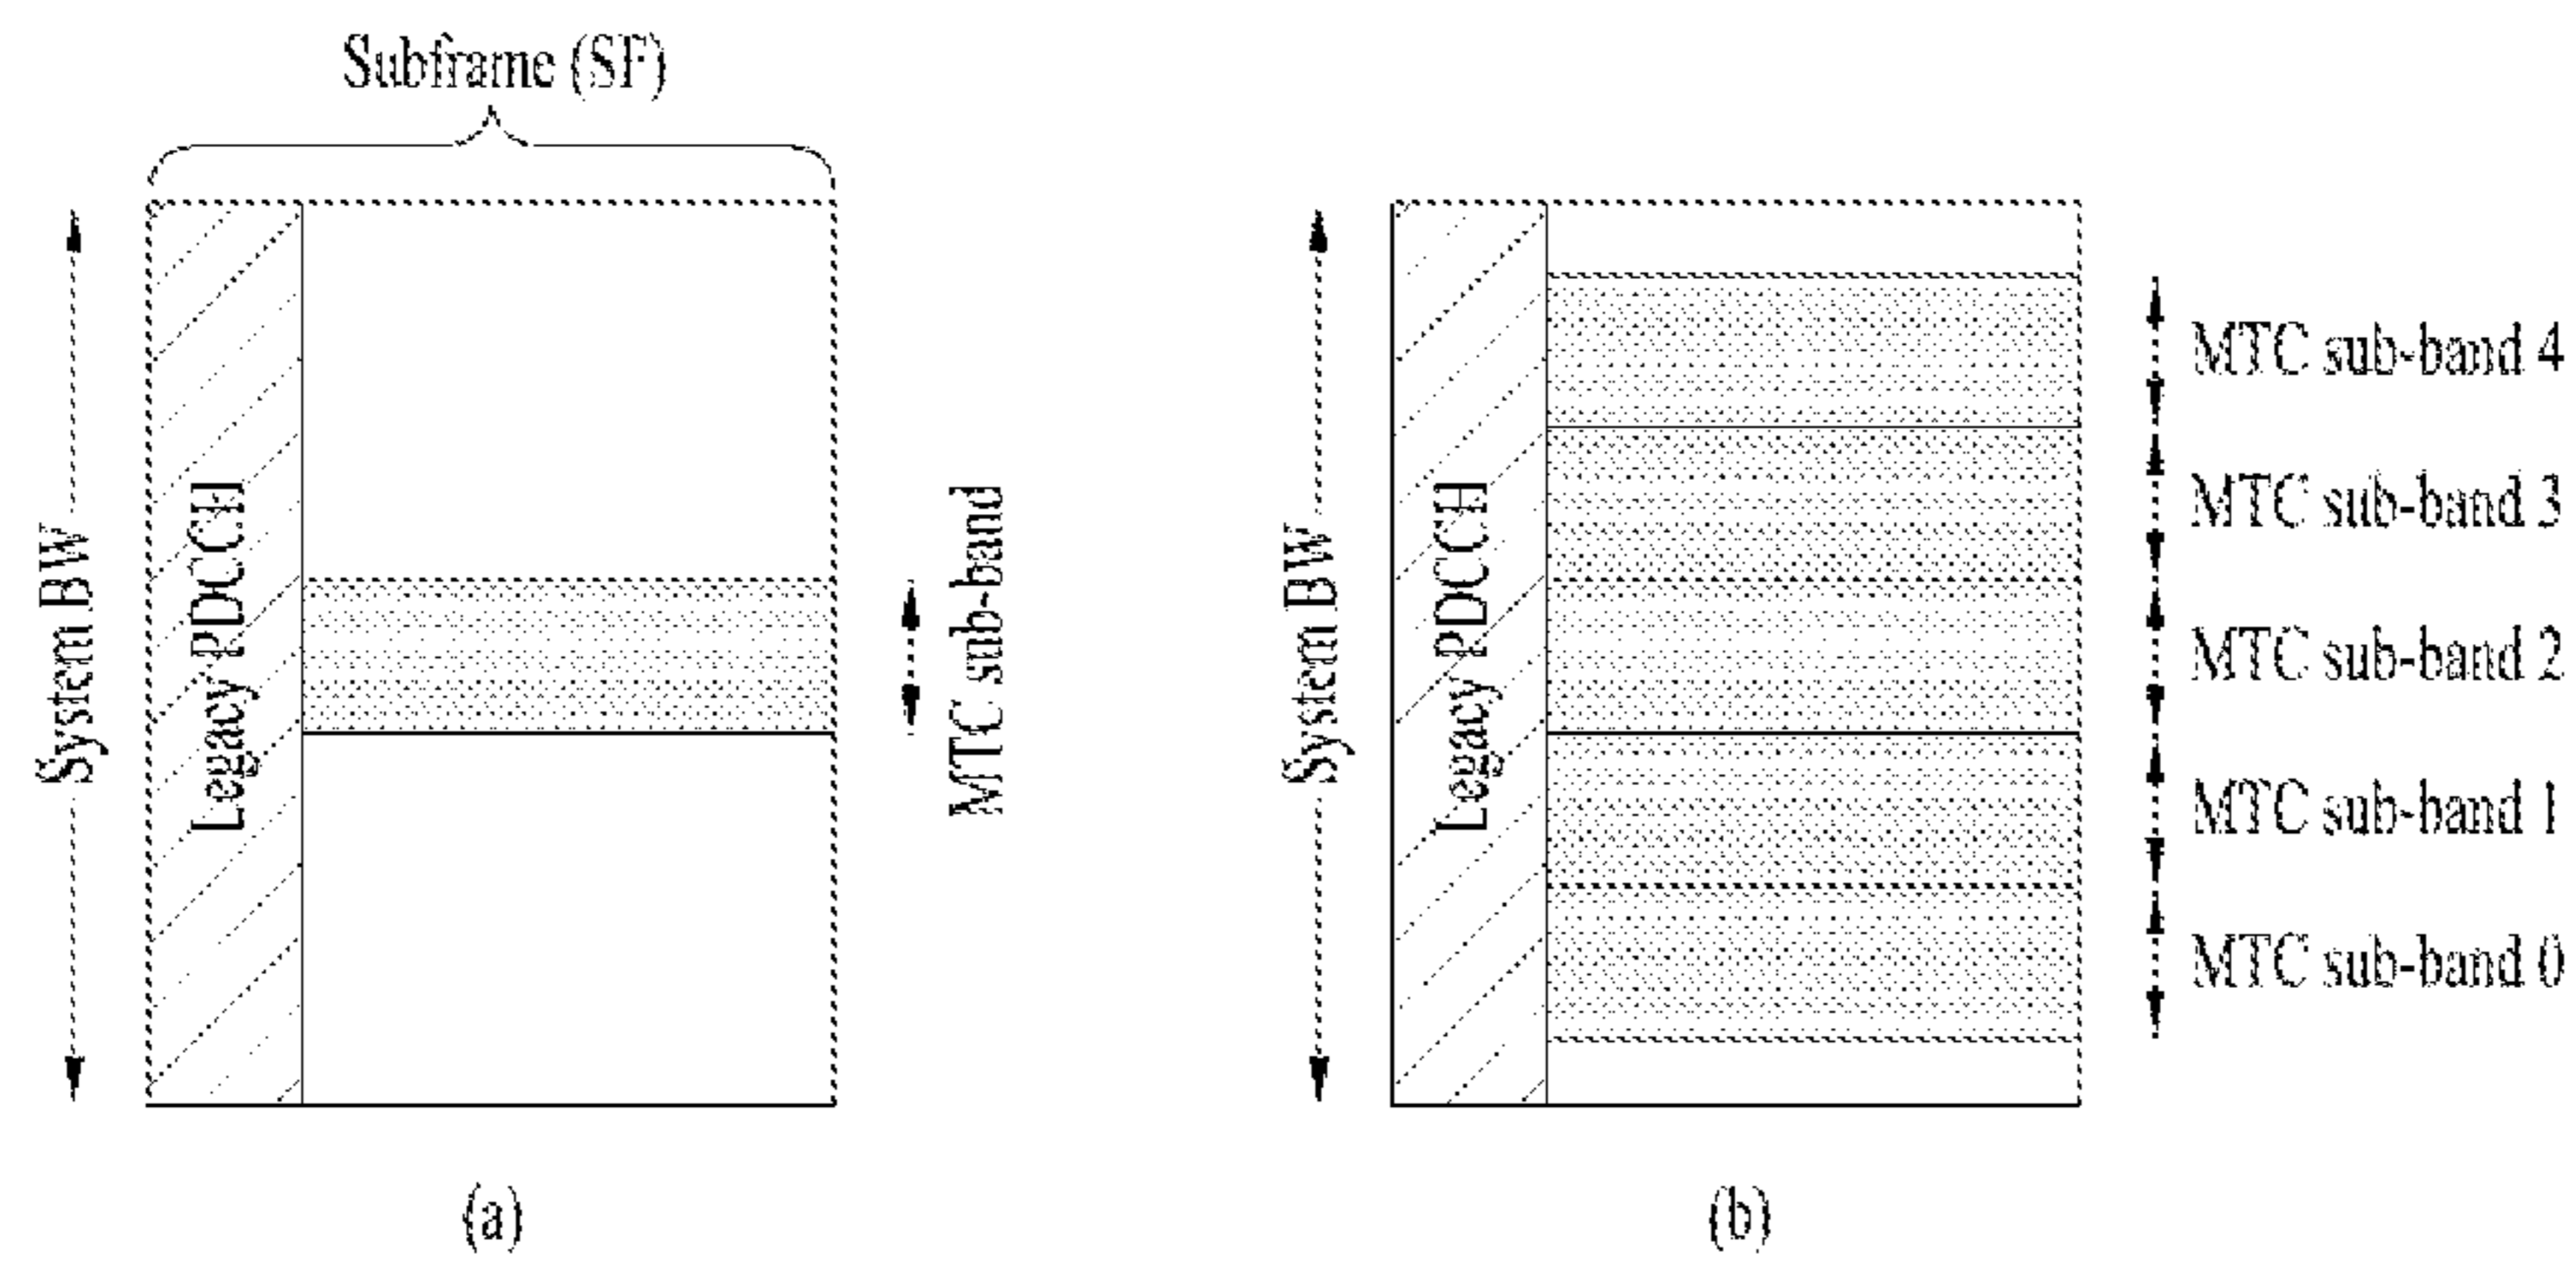 Subframe (SF)
System BW
Legacy PDCCH
MTC sub-band
(a)
System BW
Legacy PDCCH
MTC sub-band 4
MTC sub-band 3
MTC sub-band 2
MTC sub-band 1
MTC sub-band 0
(b)